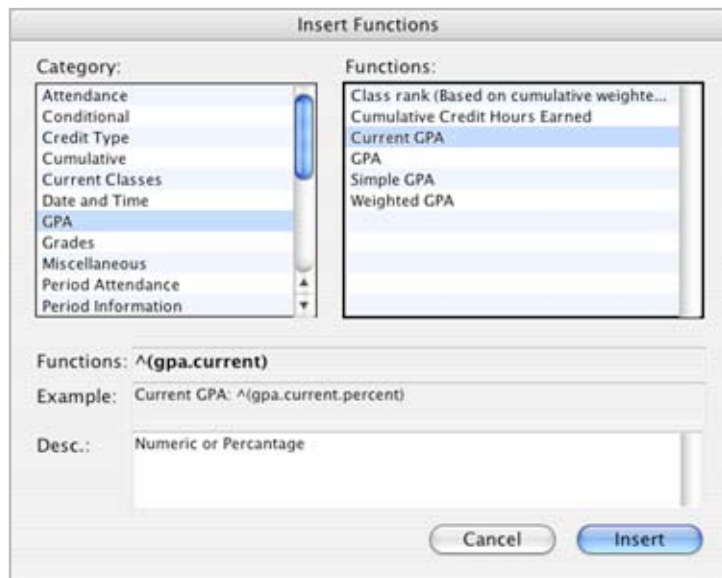 Insert Functions
Category:
Attendance
Conditional
Credit Type
Cumulative
Current Classes
Date and Time
GPA
Grades
Miscellaneous
Period Attendance
Period Information
Functions:
Class rank (Based on cumulative weighte...
Cumulative Credit Hours Earned
Current GPA
GPA
Simple GPA
Weighted GPA
Functions: ^(gpa.current)
Example: Current GPA: ^(gpa.current.percent)
Desc.: Numeric or Percantage
Cancel Insert